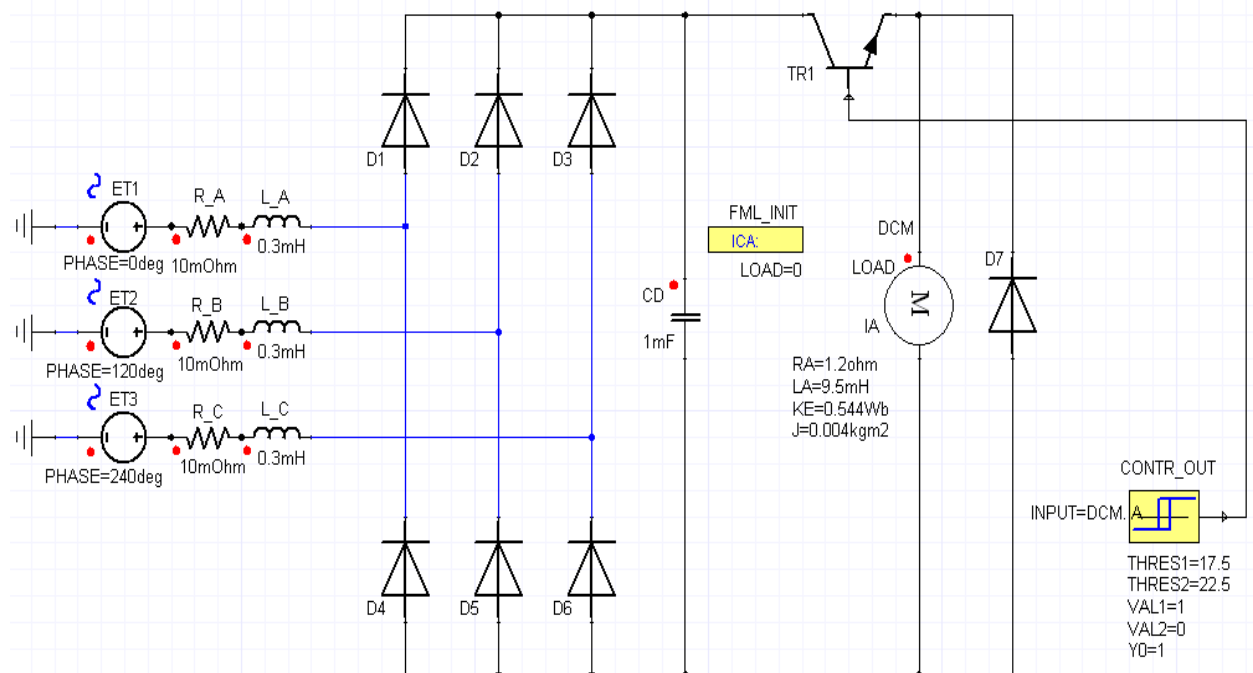 TR1
D1
D2
D3
ET1
R_A
L_A
PHASE=0deg
10mOhm
0.3mH
ET2
R_B
L_B
PHASE=120deg
10mOhm
0.3mH
ET3
R_C
L_C
PHASE=240deg
10mOhm
0.3mH
FML_INIT
ICA:
LOAD=0
CD
1mF
DCM
LOAD
M
IA
D7
RA=1.2ohm
LA=9.5mH
KE=0.544Wb
J=0.004kgm2
D4
D5
D6
CONTR_OUT
INPUT=DCM.A
THRES1=17.5
THRES2=22.5
VAL1=1
VAL2=0
Y0=1